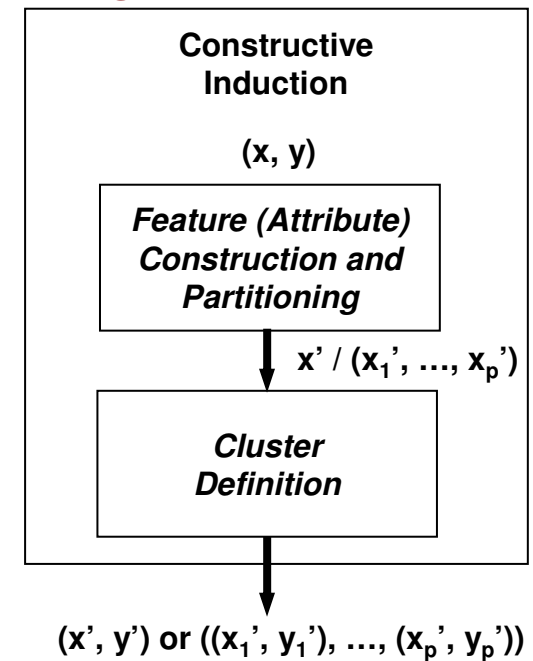 Constructive
Induction
(x, y)
Feature (Attribute)
Construction and
Partitioning
x’ / (x₁’, …, xₚ’)
Cluster
Definition
(x’, y’) or ((x₁’, y₁’), …, (xₚ’, yₚ’))